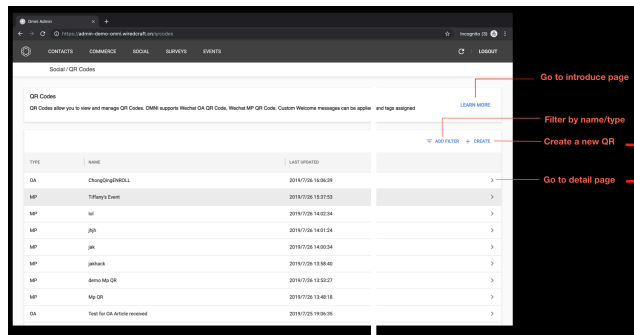 Omni Admin
https://admin-demo-omni.wiredcraft.cn/qrcodes
Incognito (3)
CONTACTS COMMERCE SOCIAL SURVEYS EVENTS LOGOUT
Social / QR Codes
Go to introduce page
QR Codes
QR Codes allow you to view and manage QR Codes. OMNI supports Wechat OA QR Code, Wechat MP QR Code. Custom Welcome messages can be applie and tags assigned
LEARN MORE
Filter by name/type
ADD FILTER + CREATE
Create a new QR
TYPE NAME LAST UPDATED
OA ChongQingENROLL 2019/7/26 16:06:39
Go to detail page
MP Tiffany's Event 2019/7/26 15:37:53
MP lol 2019/7/26 14:02:34
MP jhjh 2019/7/26 14:01:24
MP jak 2019/7/26 14:00:34
MP jakhack 2019/7/26 13:58:40
MP demo Mp QR 2019/7/26 13:53:27
MP Mp QR 2019/7/26 13:48:18
OA Test for OA Article received 2019/7/25 19:06:35